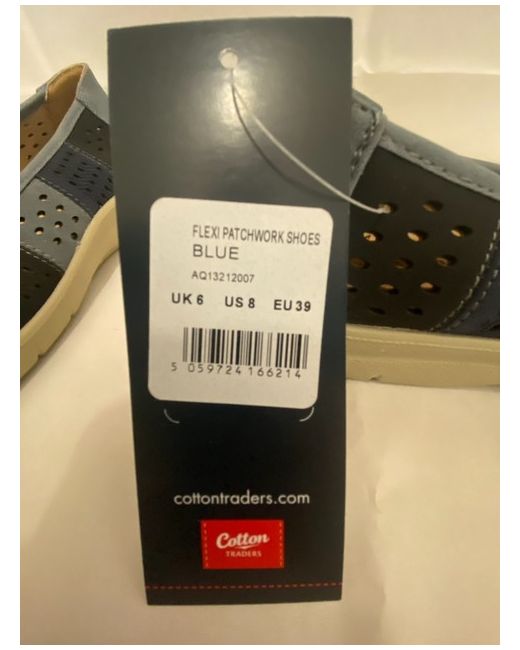 FLEXI PATCHWORK SHOES
BLUE
AQ13212007
UK 6 US 8 EU 39
5 059724 166214
cottontraders.com
Cotton
TRADERS